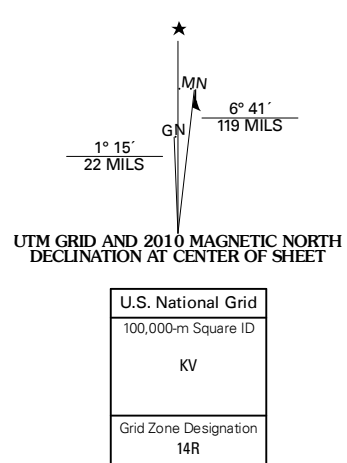 MN
6° 41´
119 MILS
GN
1° 15´
22 MILS
UTM GRID AND 2010 MAGNETIC NORTH
DECLINATION AT CENTER OF SHEET
U.S. National Grid
100,000-m Square ID
KV
Grid Zone Designation
14R